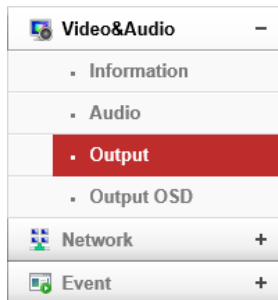 Video&Audio −
Information
Audio
Output
Output OSD
Network +
Event +